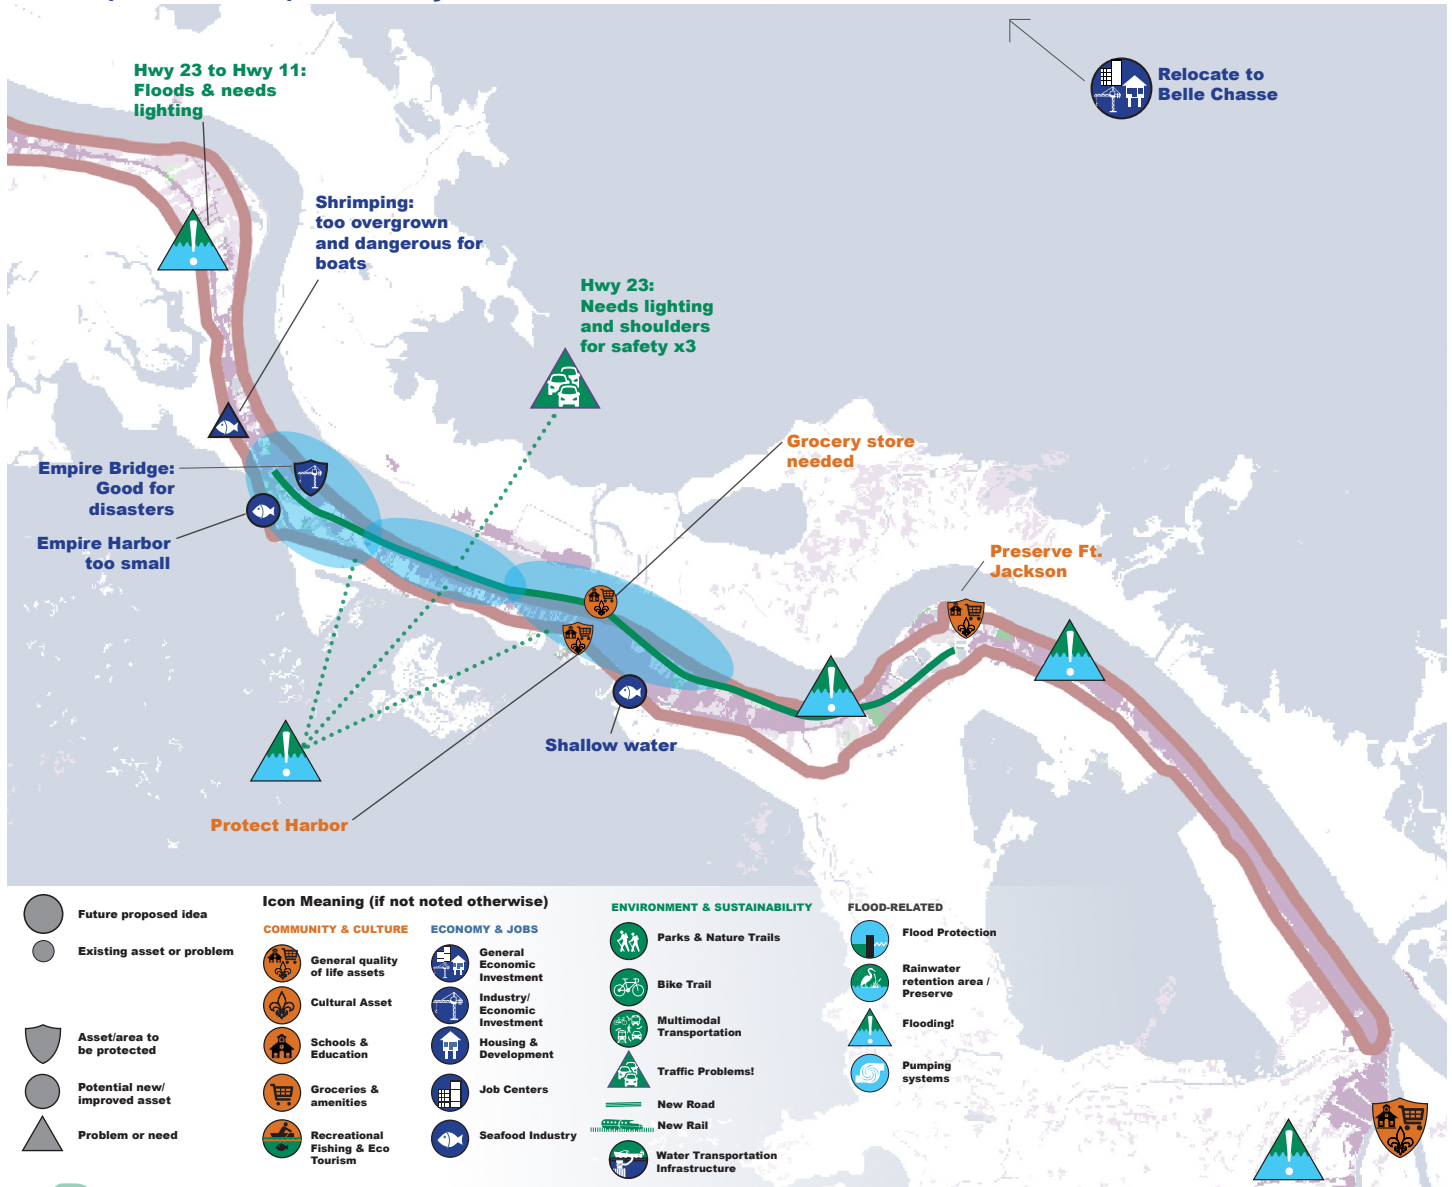 Hwy 23 to Hwy 11:
Floods & needs
lighting
Relocate to
Belle Chasse
Shrimping:
too overgrown
and dangerous for
boats
Hwy 23:
Needs lighting
and shoulders
for safety x3
Grocery store
needed
Empire Bridge:
Good for
disasters
Empire Harbor
too small
Preserve Ft.
Jackson
Shallow water
Protect Harbor
Future proposed idea
Existing asset or problem
Asset/area to
be protected
Potential new/
improved asset
Problem or need
Icon Meaning (if not noted otherwise)
COMMUNITY & CULTURE
General quality
of life assets
Cultural Asset
Schools &
Education
Groceries &
amenities
Recreational
Fishing & Eco
Tourism
ECONOMY & JOBS
General
Economic
Investment
Industry/
Economic
Investment
Housing &
Development
Job Centers
Seafood Industry
ENVIRONMENT & SUSTAINABILITY
Parks & Nature Trails
Bike Trail
Multimodal
Transportation
Traffic Problems!
New Road
New Rail
Water Transportation
Infrastructure
FLOOD-RELATED
Flood Protection
Rainwater
retention area /
Preserve
Flooding!
Pumping
systems